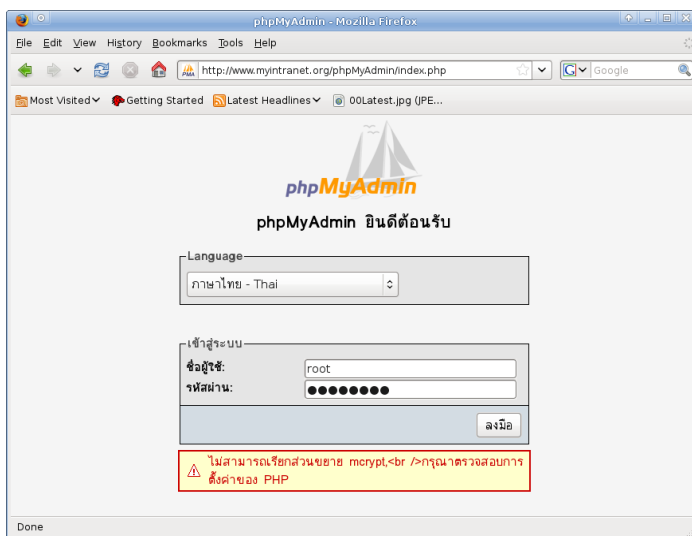 phpMyAdmin - Mozilla Firefox
File Edit View History Bookmarks Tools Help
PMA http://www.myintranet.org/phpMyAdmin/index.php G Google
Most Visited Getting Started Latest Headlines 00Latest.jpg (JPE...
phpMyAdmin
phpMyAdmin ยินดีต้อนรับ
Language
ภาษาไทย - Thai
เข้าสู่ระบบ
ชื่อผู้ใช้: root
รหัสผ่าน: ●●●●●●●●
ลงมือ
ไม่สามารถเรียกส่วนขยาย mcrypt,<br />กรุณาตรวจสอบการ
ตั้งค่าของ PHP
Done